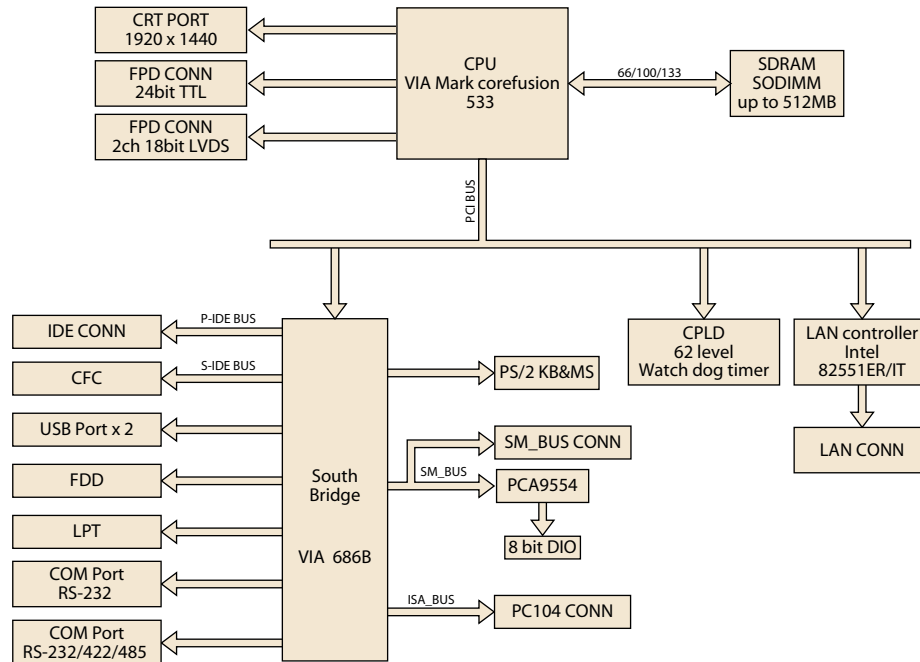 CRT PORT
1920 x 1440
FPD CONN
24bit TTL
FPD CONN
2ch 18bit LVDS
CPU
VIA Mark corefusion
533
66/100/133
SDRAM
SODIMM
up to 512MB
PCI BUS
IDE CONN
P-IDE BUS
CFC
S-IDE BUS
USB Port x 2
FDD
LPT
COM Port
RS-232
COM Port
RS-232/422/485
South
Bridge
VIA 686B
PS/2 KB&MS
SM_BUS CONN
SM_BUS
PCA9554
8 bit DIO
ISA_BUS
PC104 CONN
CPLD
62 level
Watch dog timer
LAN controller
Intel
82551ER/IT
LAN CONN